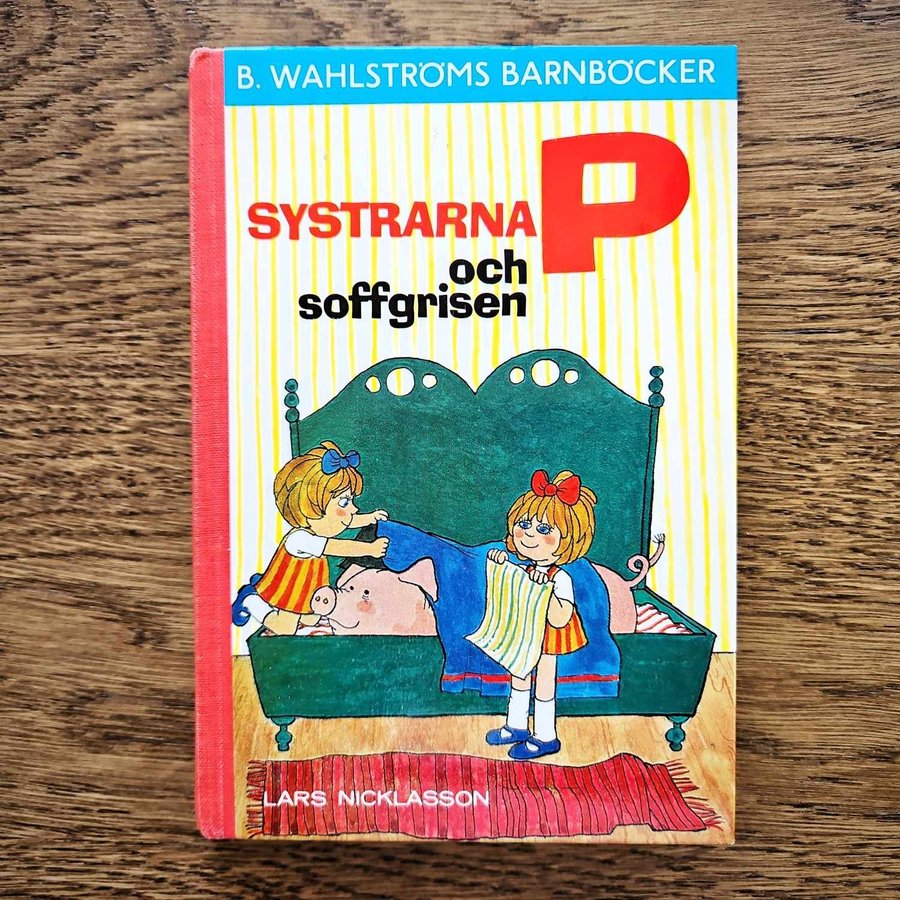 B. WAHLSTRÖMS BARNBÖCKER
SYSTRARNA P
och
soffgrisen
LARS NICKLASSON